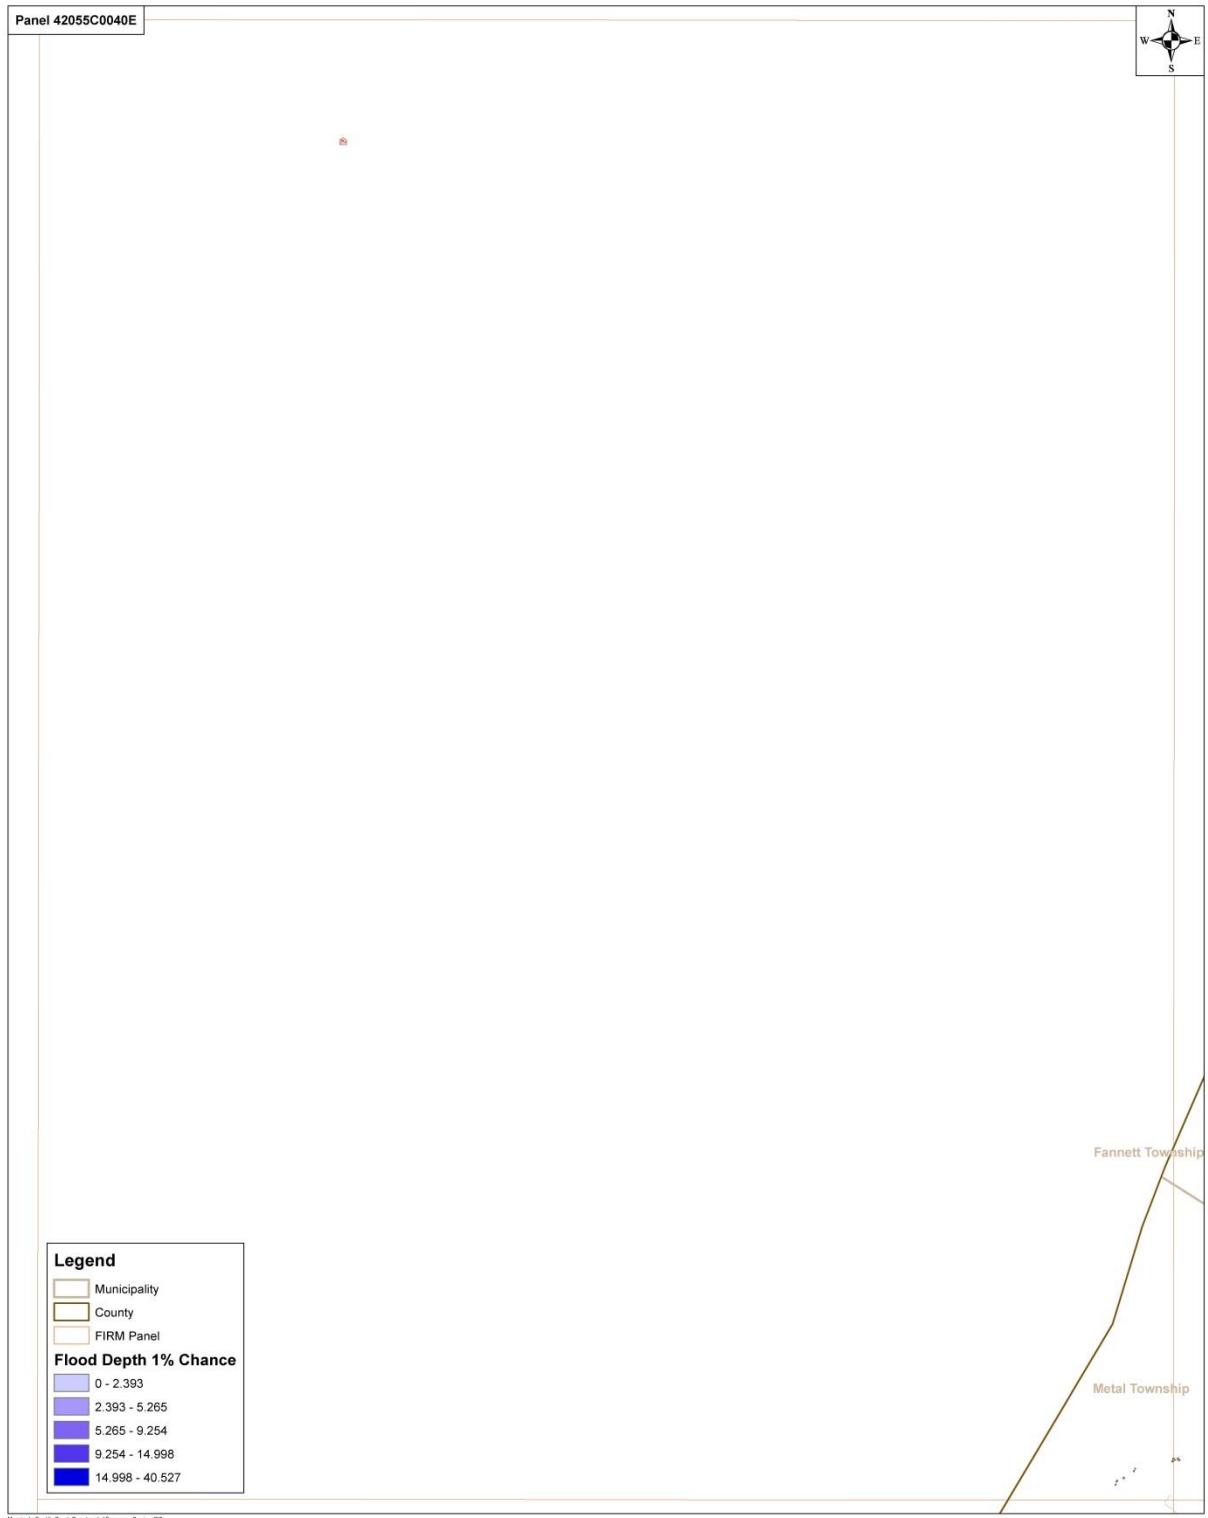 Panel 42055C0040E
N
W E
S
Fannett Township
Legend
Municipality
County
FIRM Panel
Flood Depth 1% Chance
0 - 2.393
2.393 - 5.265
5.265 - 9.254
9.254 - 14.998
14.998 - 40.527
Metal Township